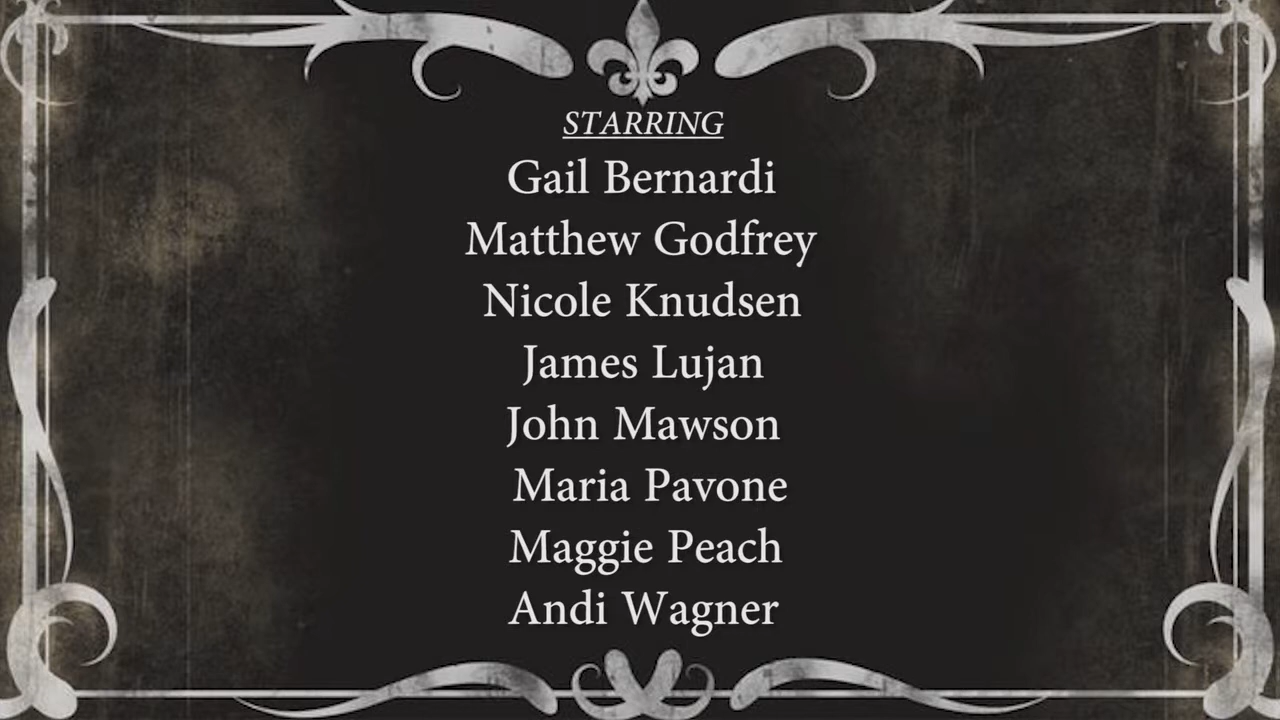 STARRING
Gail Bernardi
Matthew Godfrey
Nicole Knudsen
James Lujan
John Mawson
Maria Pavone
Maggie Peach
Andi Wagner